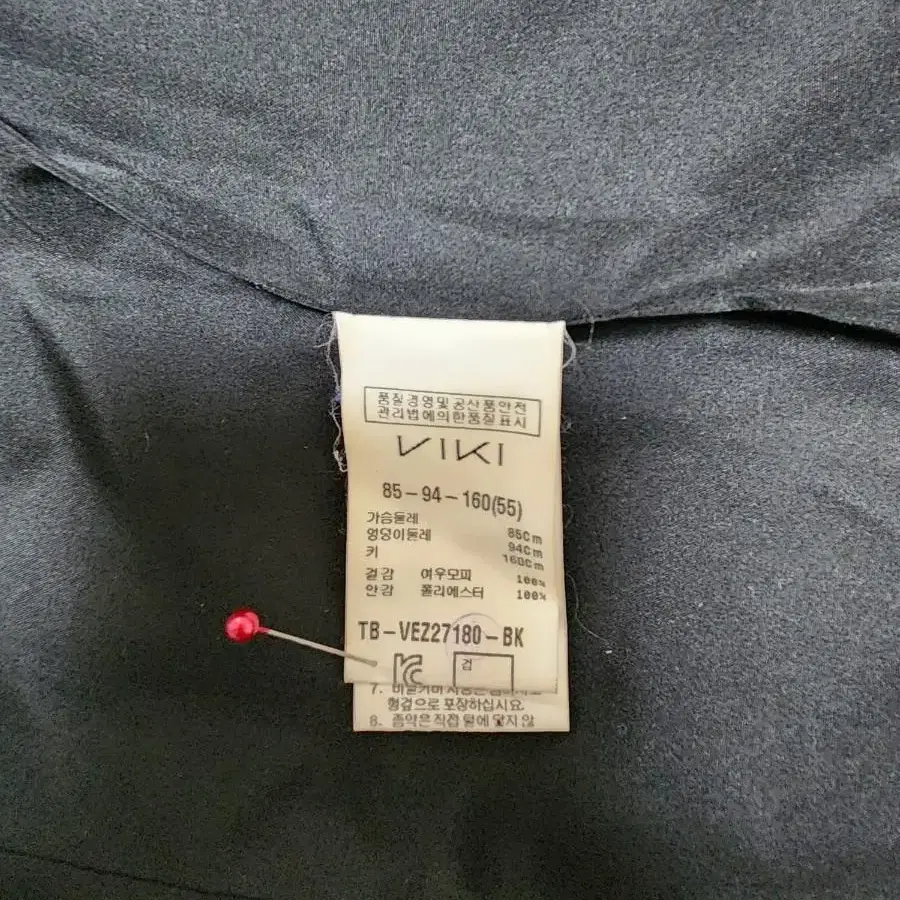 품질경영및공산품안전
관리법에의한품질표시
VIKI
85-94-160(55)
가슴둘레 85Cm
엉덩이둘레 94Cm
키 160Cm
겉감 여우모피 100%
안감 폴리에스터 100%
TB-VEZ27180-BK
검
7.
형겊으로 포장하십시요.
8. 좀약은 직접 털에 닿지 않